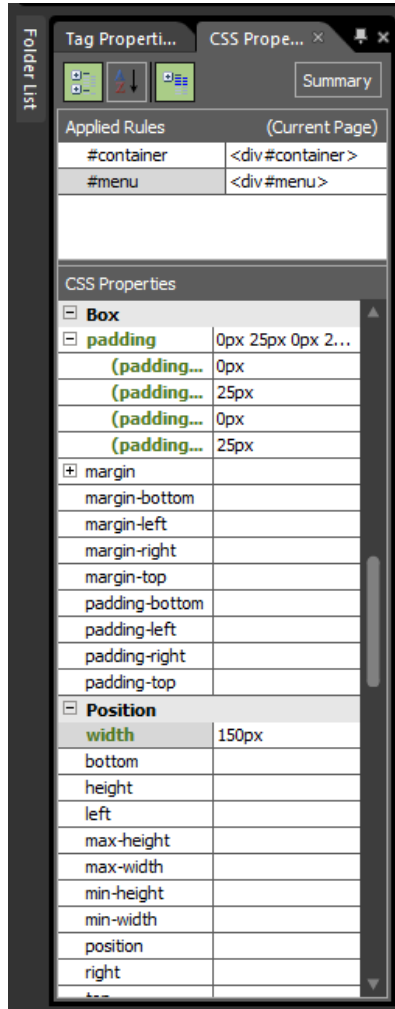 Folder List
Tag Properti... CSS Prope... ×
Summary
Applied Rules (Current Page)
#container <div#container>
#menu <div#menu>
CSS Properties
Box
padding 0px 25px 0px 2...
(padding... 0px
(padding... 25px
(padding... 0px
(padding... 25px
margin
margin-bottom
margin-left
margin-right
margin-top
padding-bottom
padding-left
padding-right
padding-top
Position
width 150px
bottom
height
left
max-height
max-width
min-height
min-width
position
right